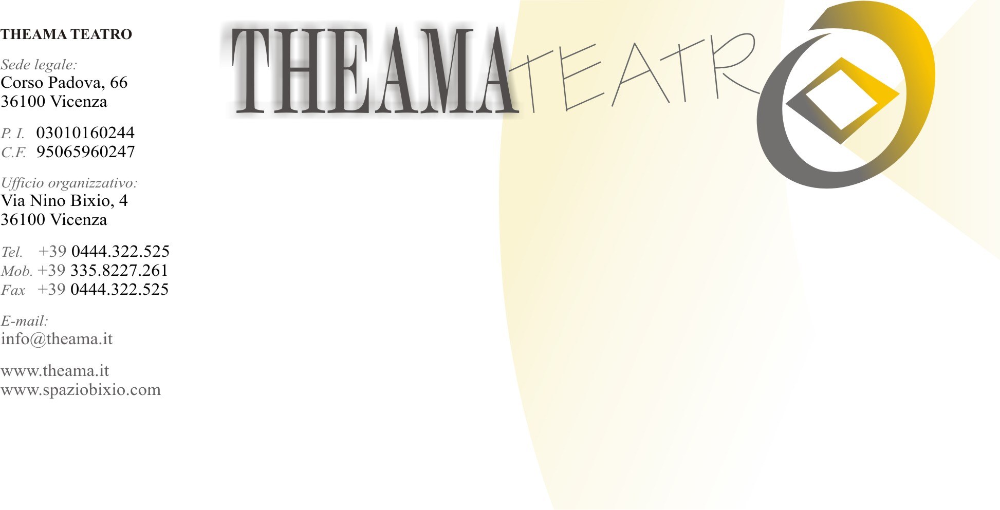 THEAMA TEATRO
Sede legale:
Corso Padova, 66
36100 Vicenza
P. I. 03010160244
C.F. 95065960247
Ufficio organizzativo:
Via Nino Bixio, 4
36100 Vicenza
Tel. +39 0444.322.525
Mob. +39 335.8227.261
Fax +39 0444.322.525
E-mail:
info@theama.it
www.theama.it
www.spaziobixio.com
THEAMA TEATRO